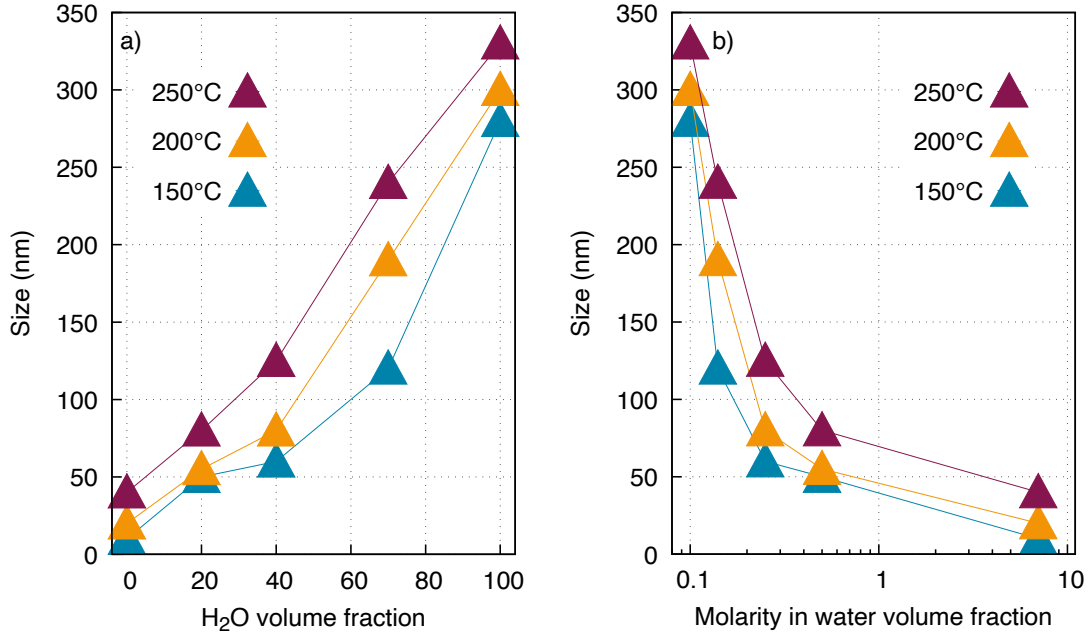 a)
250°C
200°C
150°C
350
300
250
200
150
100
50
0
Size (nm)
0 20 40 60 80 100
H₂O volume fraction
b)
250°C
200°C
150°C
350
300
250
200
150
100
50
0
Size (nm)
0.1 1 10
Molarity in water volume fraction